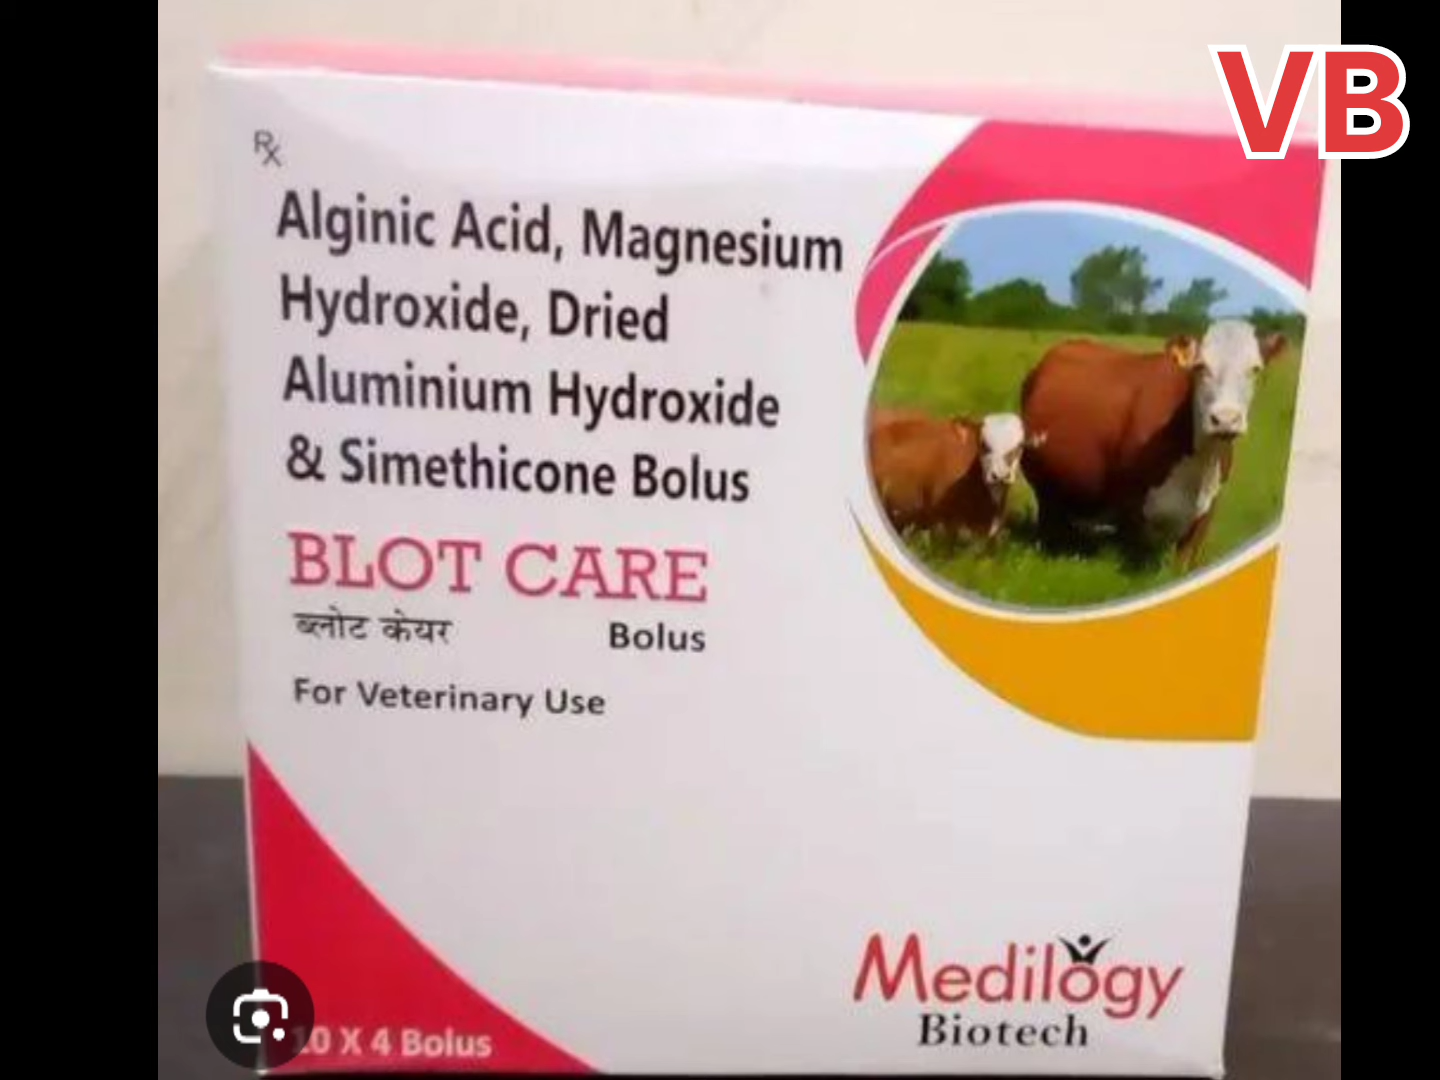 VB
Rx
Alginic Acid, Magnesium
Hydroxide, Dried
Aluminium Hydroxide
& Simethicone Bolus
BLOT CARE
ब्लोट केयर Bolus
For Veterinary Use
Medilogy
Biotech
10 X 4 Bolus